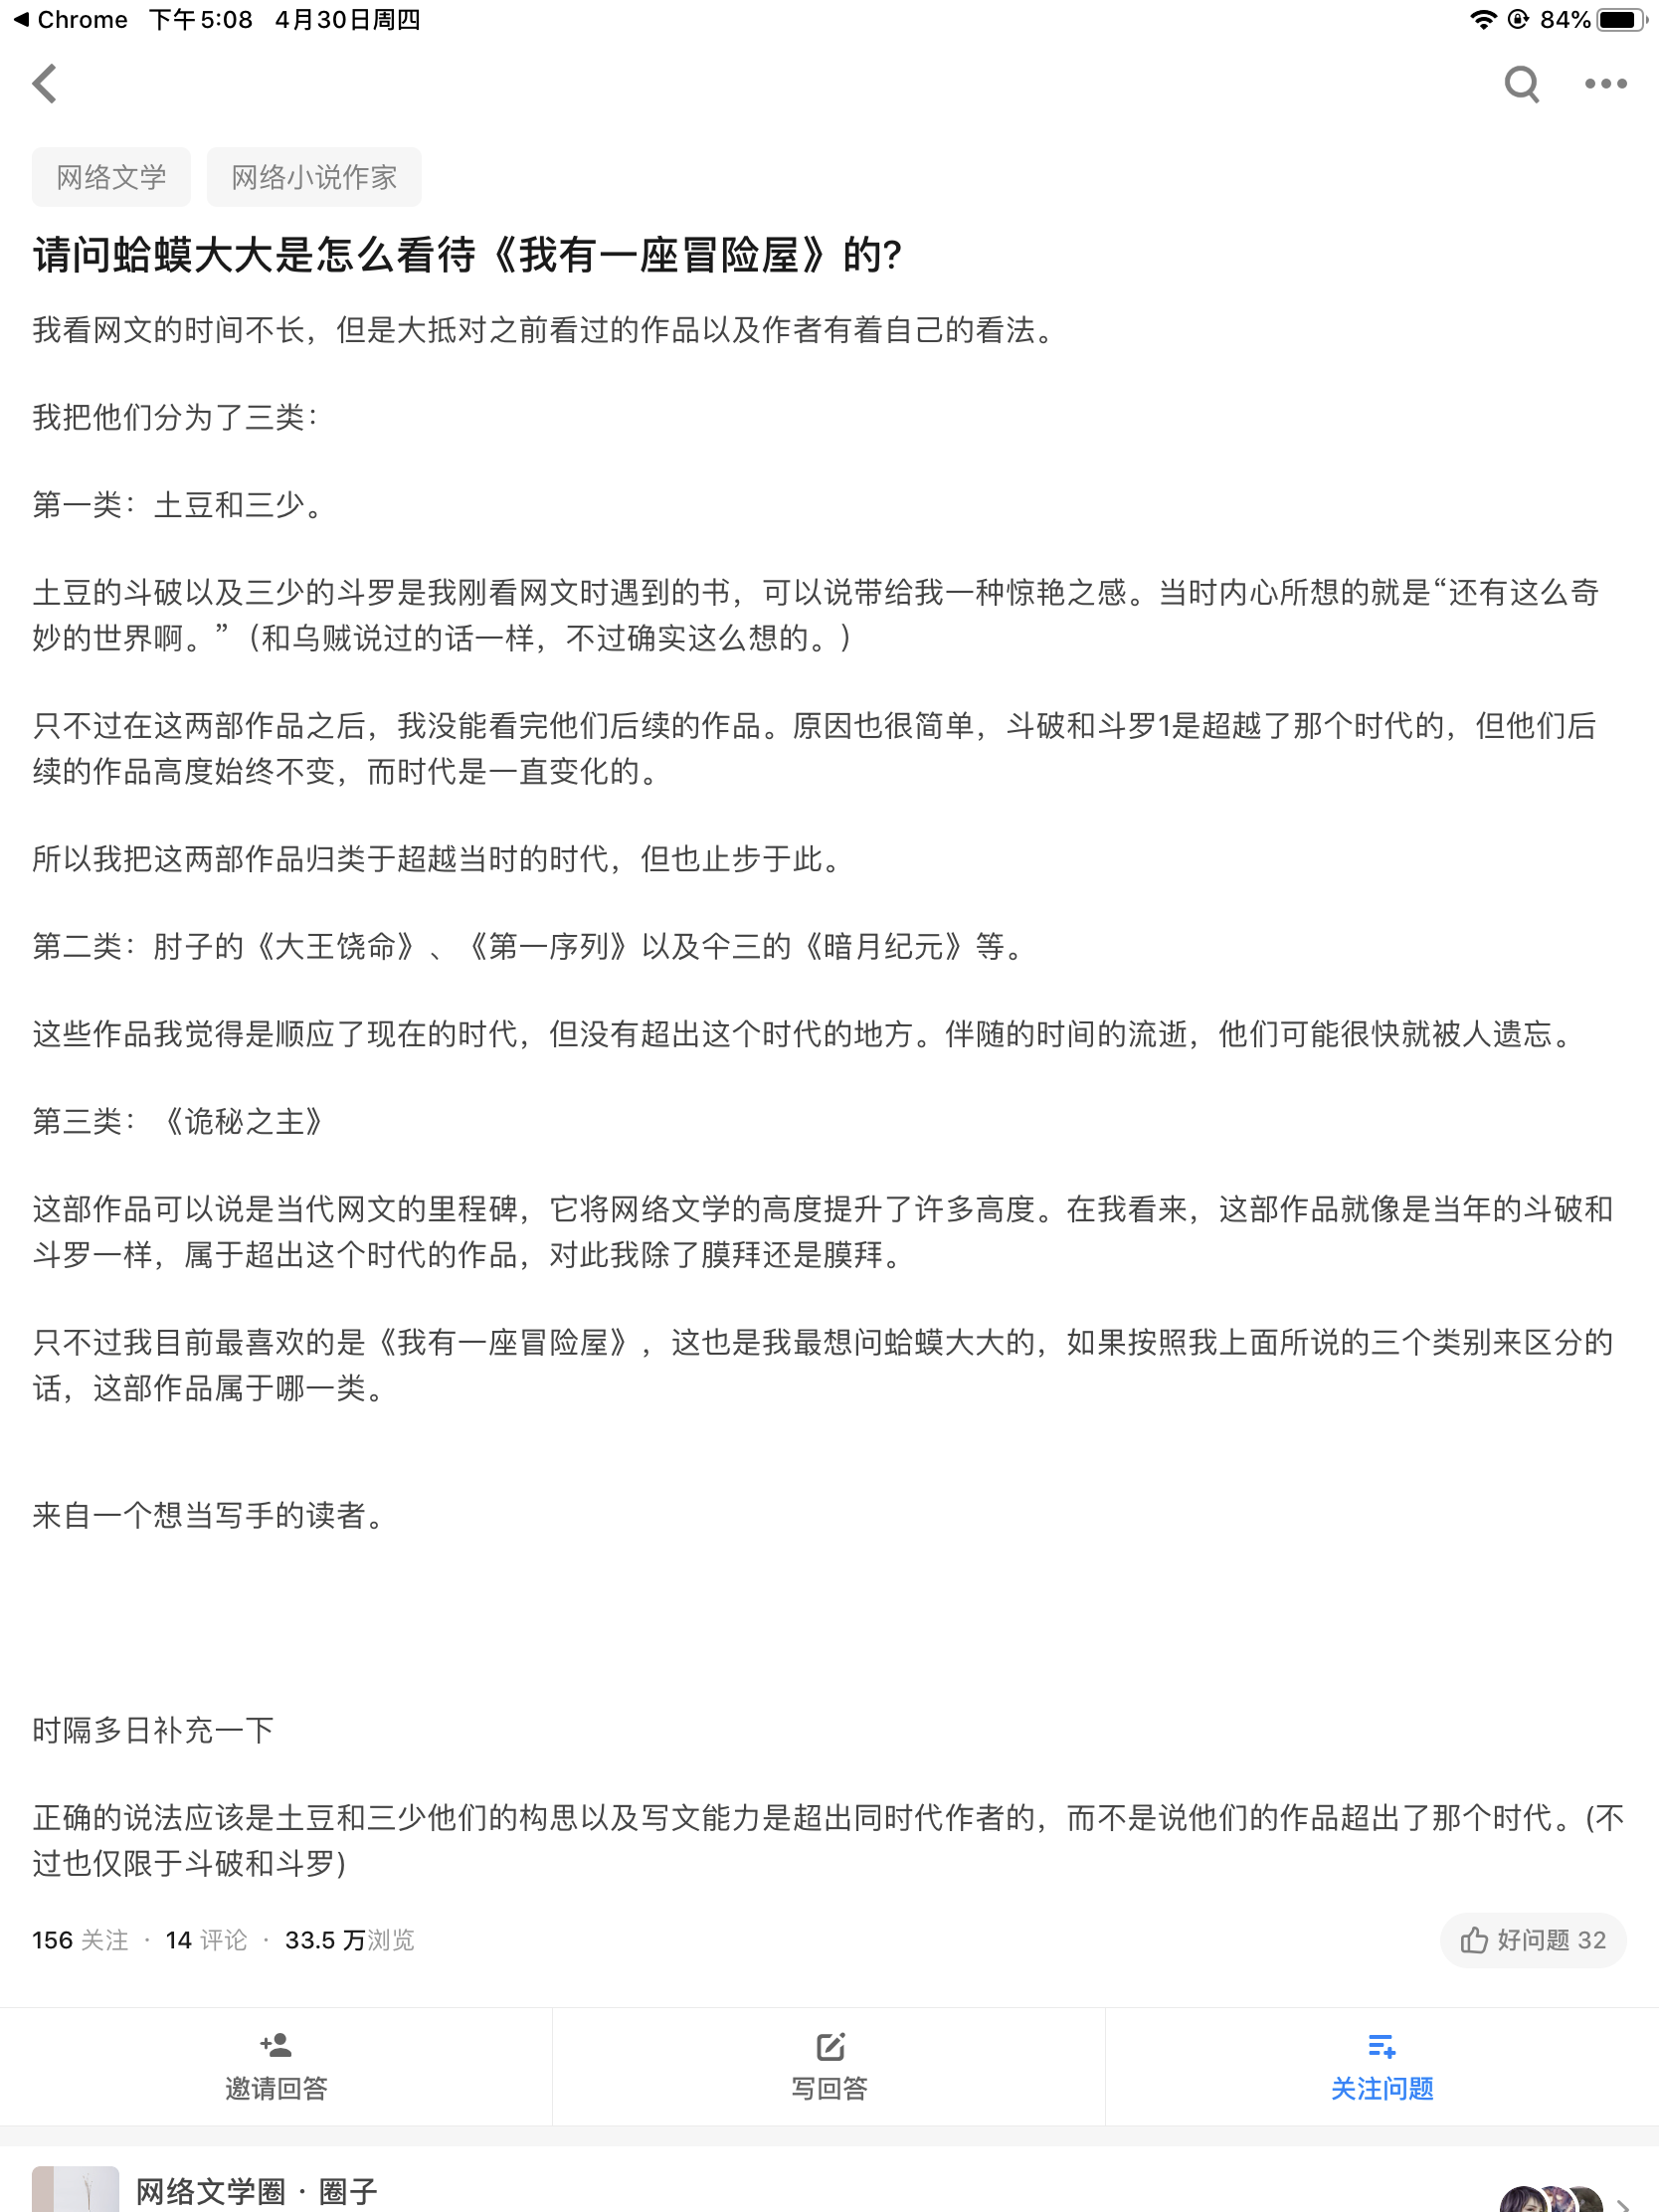 Chrome 下午5:08 4月30日周四 84%
网络文学 网络小说作家
请问蛤蟆大大是怎么看待《我有一座冒险屋》的?
我看网文的时间不长，但是大抵对之前看过的作品以及作者有着自己的看法。
我把他们分为了三类：
第一类：土豆和三少。
土豆的斗破以及三少的斗罗是我刚看网文时遇到的书，可以说带给我一种惊艳之感。当时内心所想的就是“还有这么奇
妙的世界啊。”（和乌贼说过的话一样，不过确实这么想的。）
只不过在这两部作品之后，我没能看完他们后续的作品。原因也很简单，斗破和斗罗1是超越了那个时代的，但他们后
续的作品高度始终不变，而时代是一直变化的。
所以我把这两部作品归类于超越当时的时代，但也止步于此。
第二类：肘子的《大王饶命》、《第一序列》以及仐三的《暗月纪元》等。
这些作品我觉得是顺应了现在的时代，但没有超出这个时代的地方。伴随的时间的流逝，他们可能很快就被人遗忘。
第三类：《诡秘之主》
这部作品可以说是当代网文的里程碑，它将网络文学的高度提升了许多高度。在我看来，这部作品就像是当年的斗破和
斗罗一样，属于超出这个时代的作品，对此我除了膜拜还是膜拜。
只不过我目前最喜欢的是《我有一座冒险屋》，这也是我最想问蛤蟆大大的，如果按照我上面所说的三个类别来区分的
话，这部作品属于哪一类。
来自一个想当写手的读者。
时隔多日补充一下
正确的说法应该是土豆和三少他们的构思以及写文能力是超出同时代作者的，而不是说他们的作品超出了那个时代。(不
过也仅限于斗破和斗罗)
156 关注 · 14 评论 · 33.5 万浏览 好问题 32
邀请回答 写回答 关注问题
网络文学圈 · 圈子